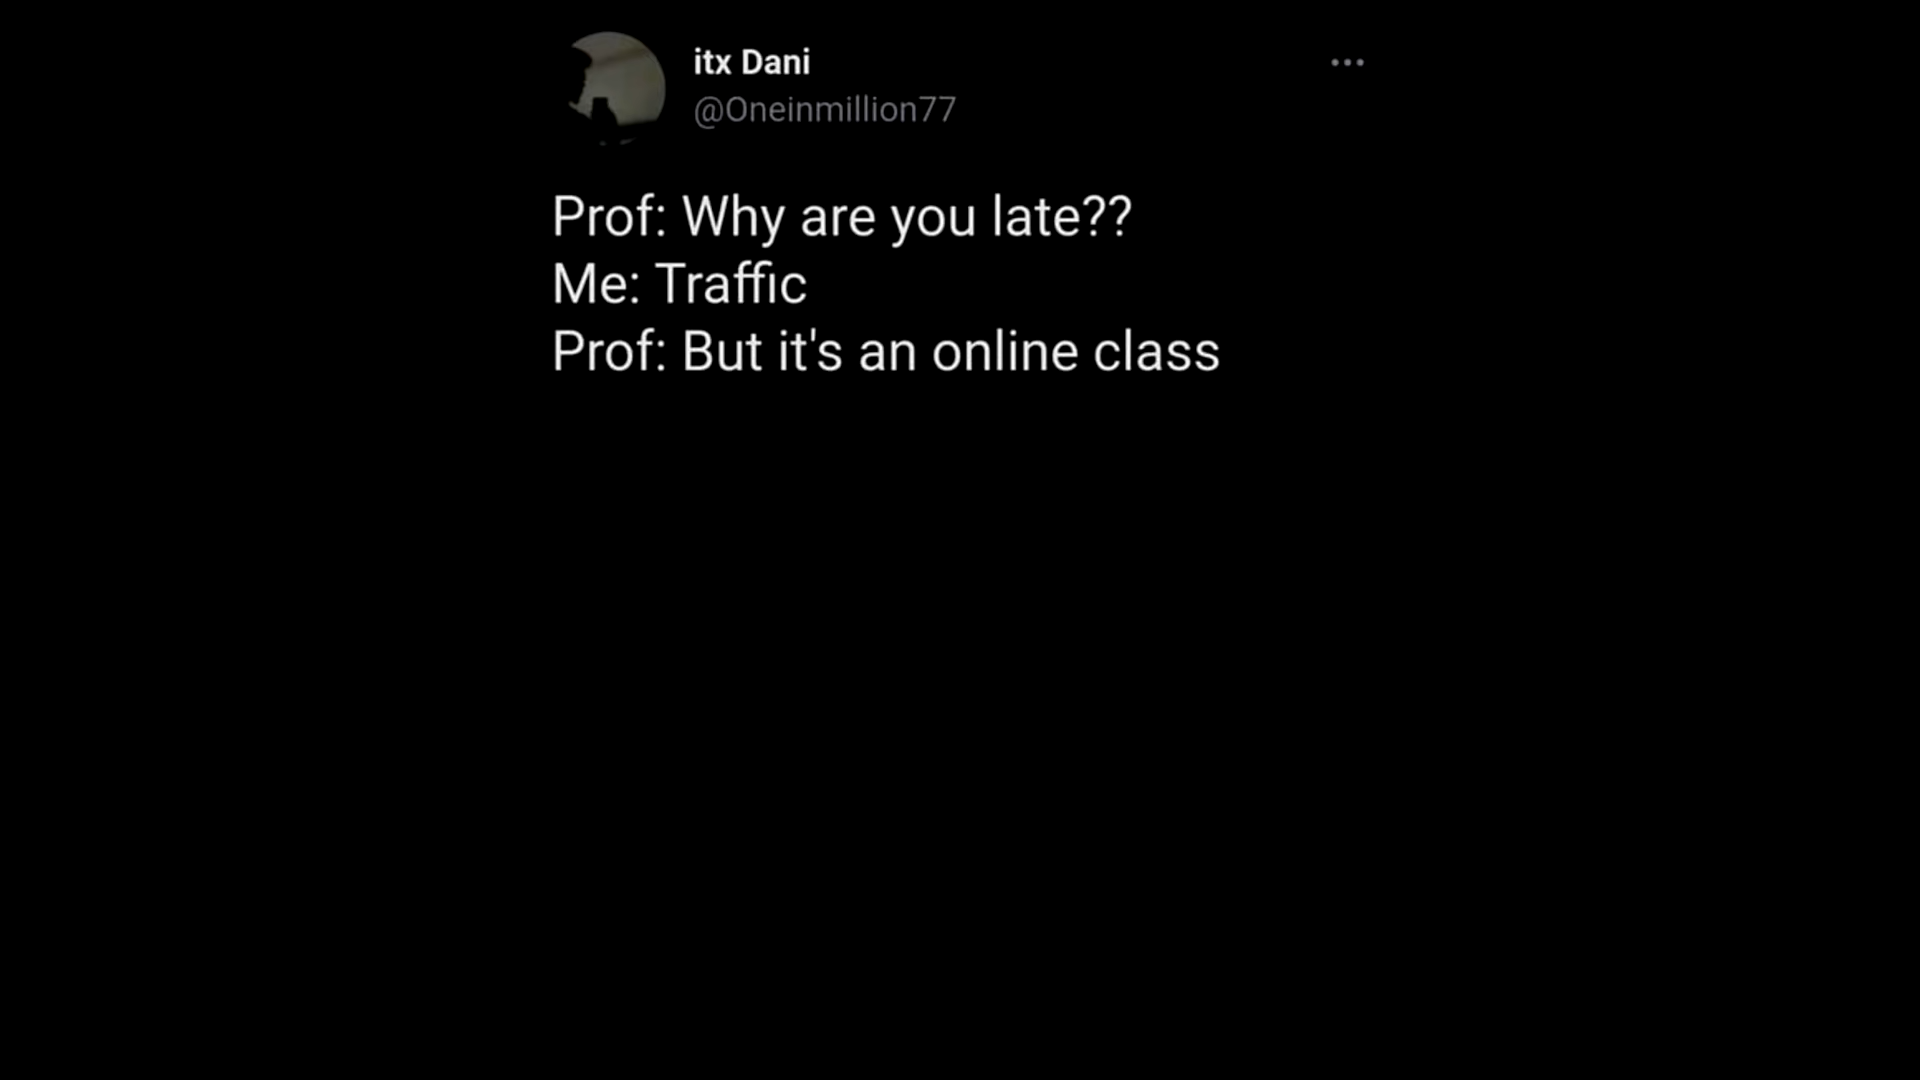 itx Dani
@Oneinmillion77
Prof: Why are you late??
Me: Traffic
Prof: But it's an online class